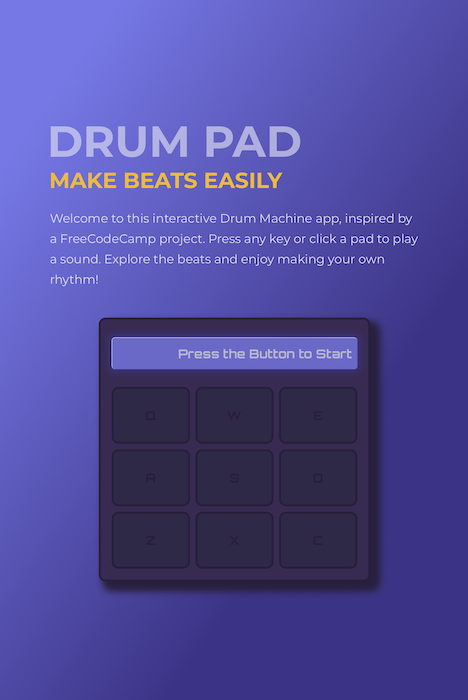 DRUM PAD
MAKE BEATS EASILY
Welcome to this interactive Drum Machine app, inspired by
a FreeCodeCamp project. Press any key or click a pad to play
a sound. Explore the beats and enjoy making your own
rhythm!
Press the Button to Start
Q W E
A S D
Z X C